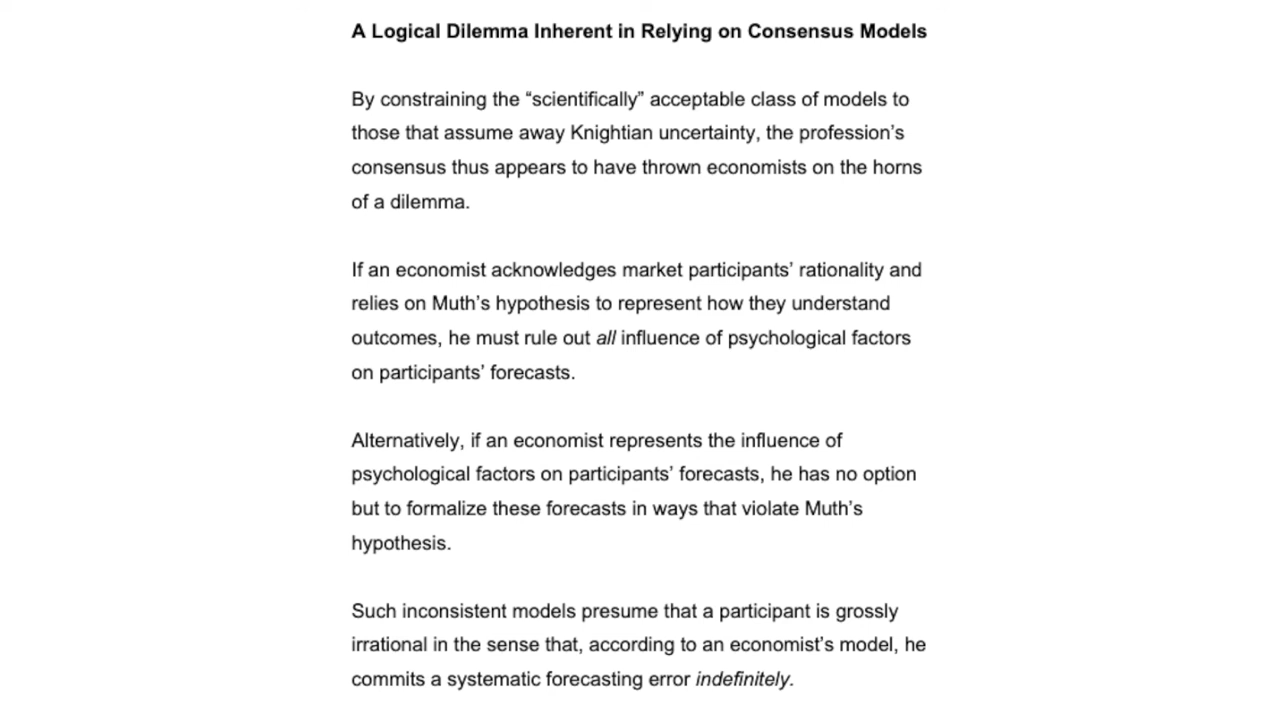 A Logical Dilemma Inherent in Relying on Consensus Models
By constraining the “scientifically” acceptable class of models to
those that assume away Knightian uncertainty, the profession’s
consensus thus appears to have thrown economists on the horns
of a dilemma.
If an economist acknowledges market participants’ rationality and
relies on Muth’s hypothesis to represent how they understand
outcomes, he must rule out all influence of psychological factors
on participants’ forecasts.
Alternatively, if an economist represents the influence of
psychological factors on participants’ forecasts, he has no option
but to formalize these forecasts in ways that violate Muth’s
hypothesis.
Such inconsistent models presume that a participant is grossly
irrational in the sense that, according to an economist’s model, he
commits a systematic forecasting error indefinitely.